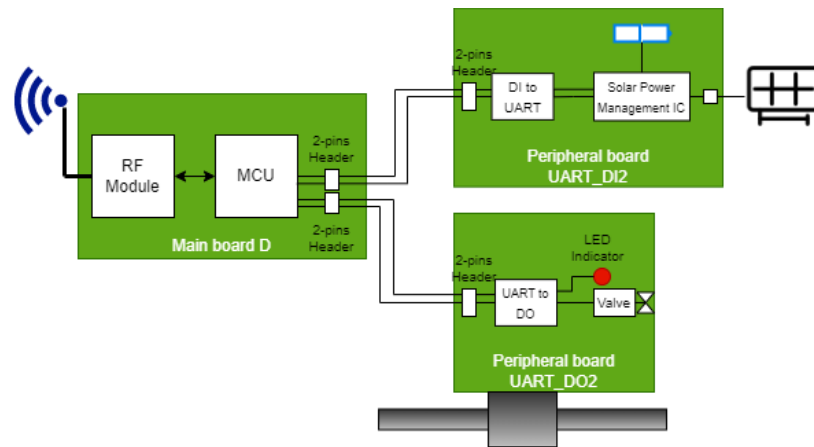 RF
Module
MCU
2-pins
Header
2-pins
Header
Main board D
2-pins
Header
DI to
UART
Solar Power
Management IC
Peripheral board
UART_DI2
2-pins
Header
UART to
DO
LED
Indicator
Valve
Peripheral board
UART_DO2